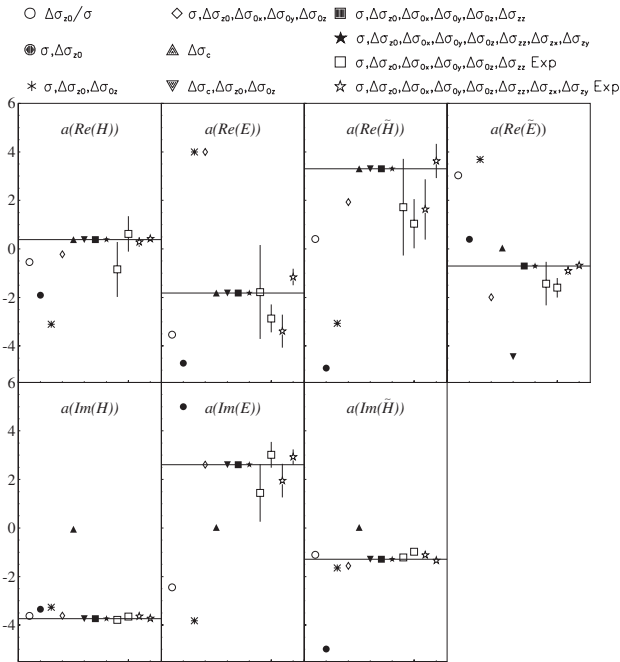 ○ Δσz0/σ
◇ σ,Δσz0,Δσ0x,Δσ0y,Δσ0z
■ σ,Δσz0,Δσ0x,Δσ0y,Δσ0z,Δσzz
● σ,Δσz0
▲ Δσc
★ σ,Δσz0,Δσ0x,Δσ0y,Δσ0z,Δσzz,Δσzx,Δσzy
□ σ,Δσz0,Δσ0x,Δσ0y,Δσ0z,Δσzz Exp
✳ σ,Δσz0,Δσ0z
▼ Δσc,Δσz0,Δσ0z
☆ σ,Δσz0,Δσ0x,Δσ0y,Δσ0z,Δσzz,Δσzx,Δσzy Exp
6
a(Re(H)) a(Re(E)) a(Re(H̃)) a(Re(Ẽ))
4
2
0
-2
-4
6
a(Im(H)) a(Im(E)) a(Im(H̃))
4
2
0
-2
-4